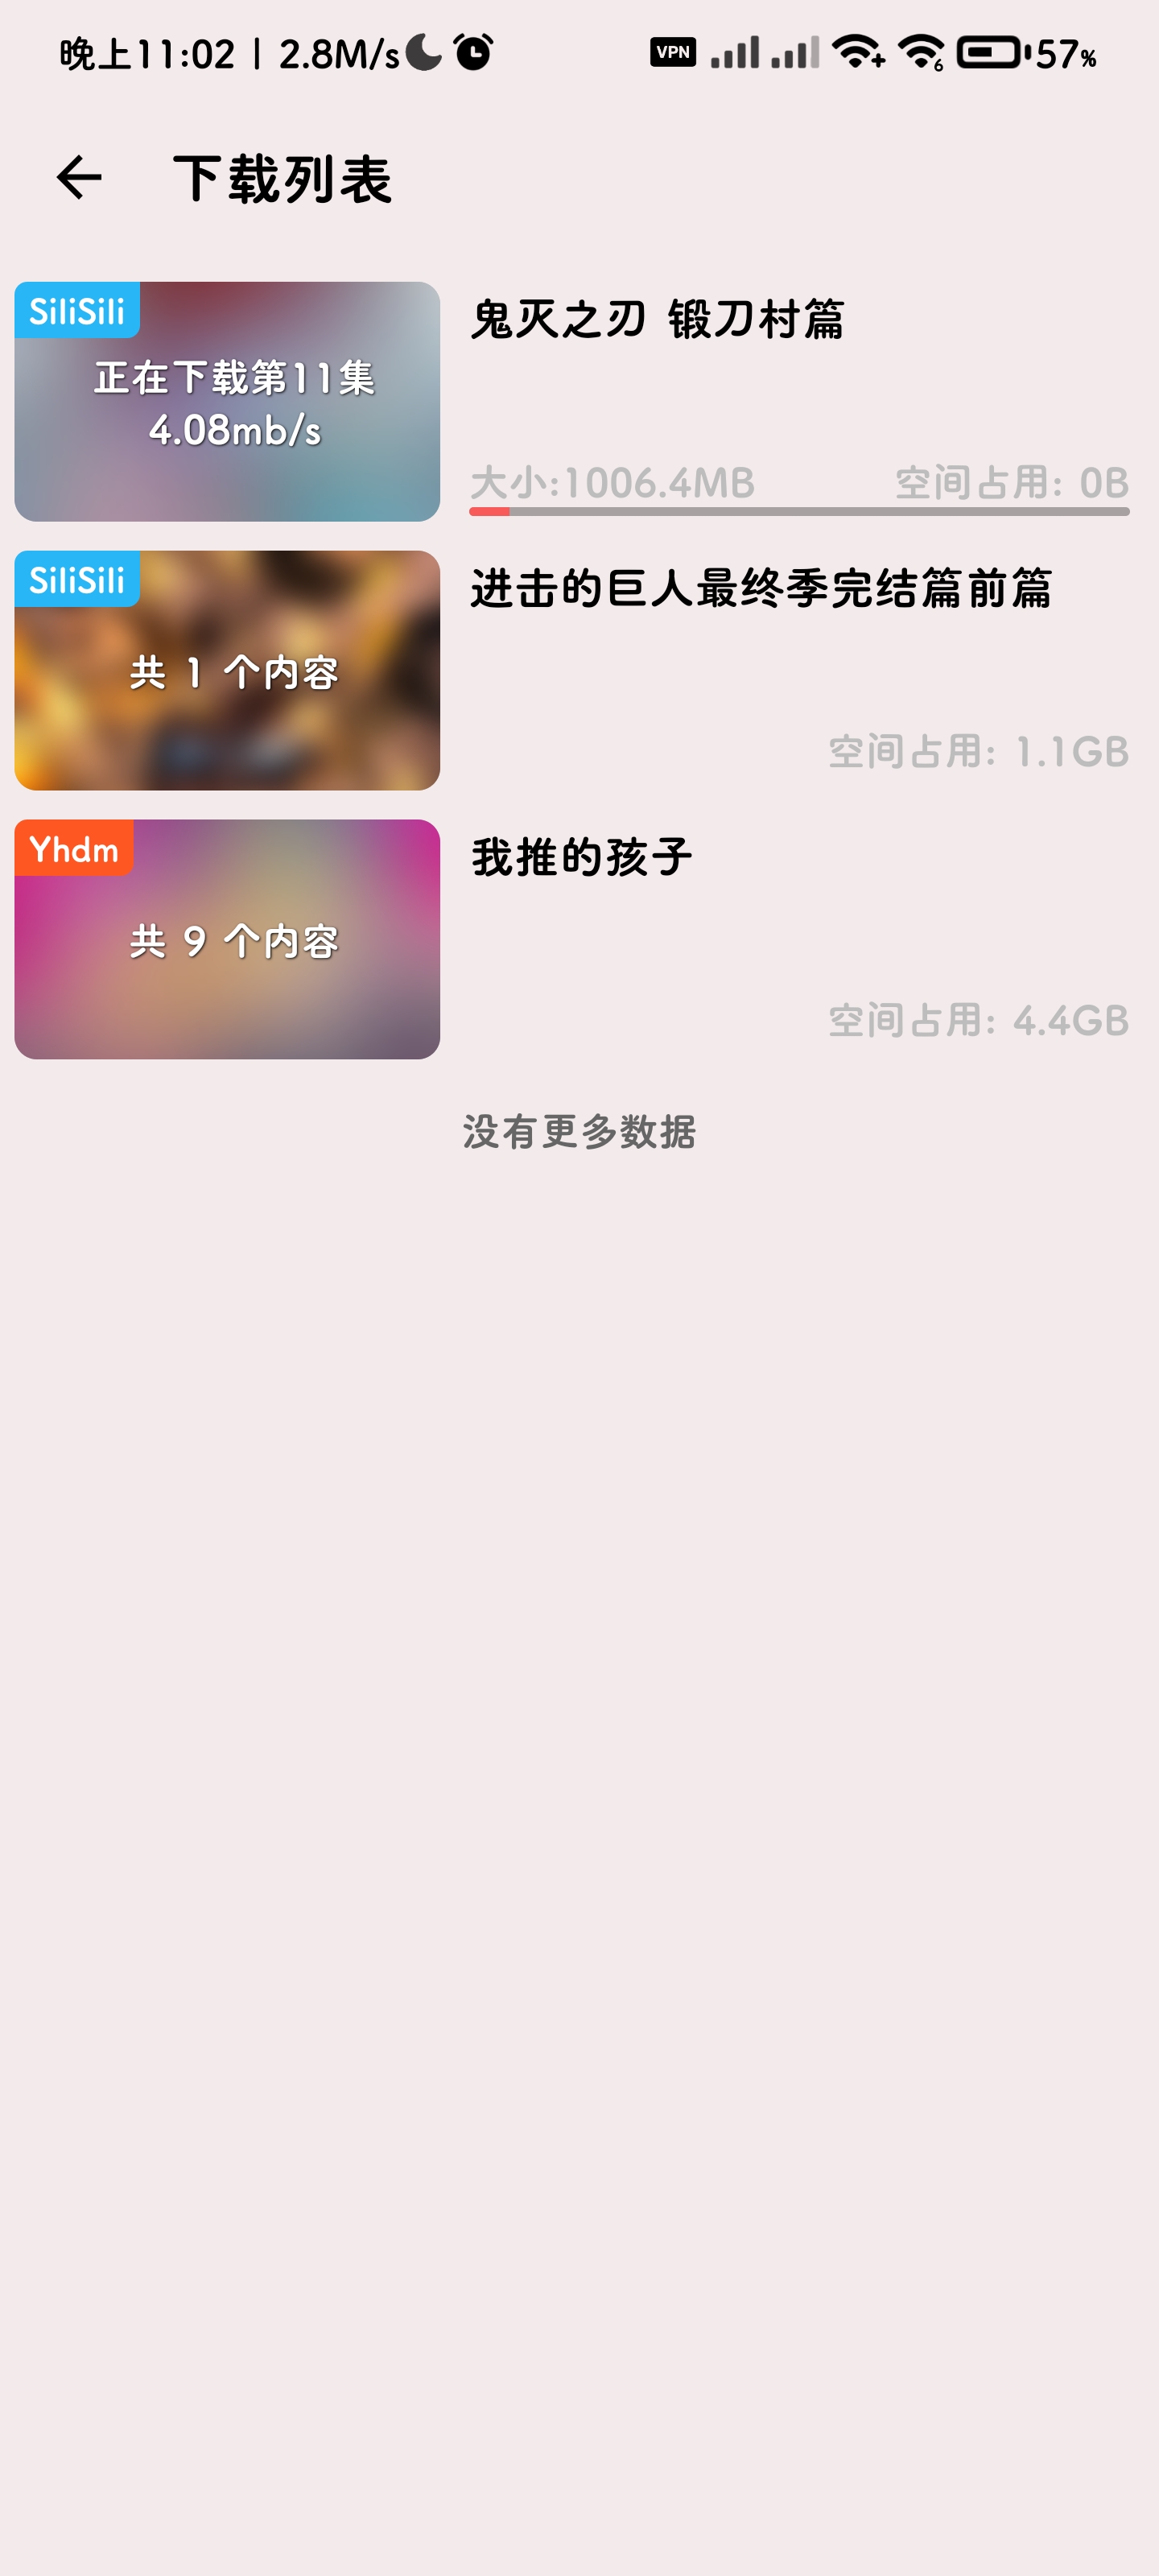 晚上11:02 | 2.8M/s
VPN
6
57%
下载列表
SiliSili
正在下载第11集
4.08mb/s
鬼灭之刃 锻刀村篇
大小:1006.4MB 空间占用: 0B
SiliSili
共 1 个内容
进击的巨人最终季完结篇前篇
空间占用: 1.1GB
Yhdm
共 9 个内容
我推的孩子
空间占用: 4.4GB
没有更多数据